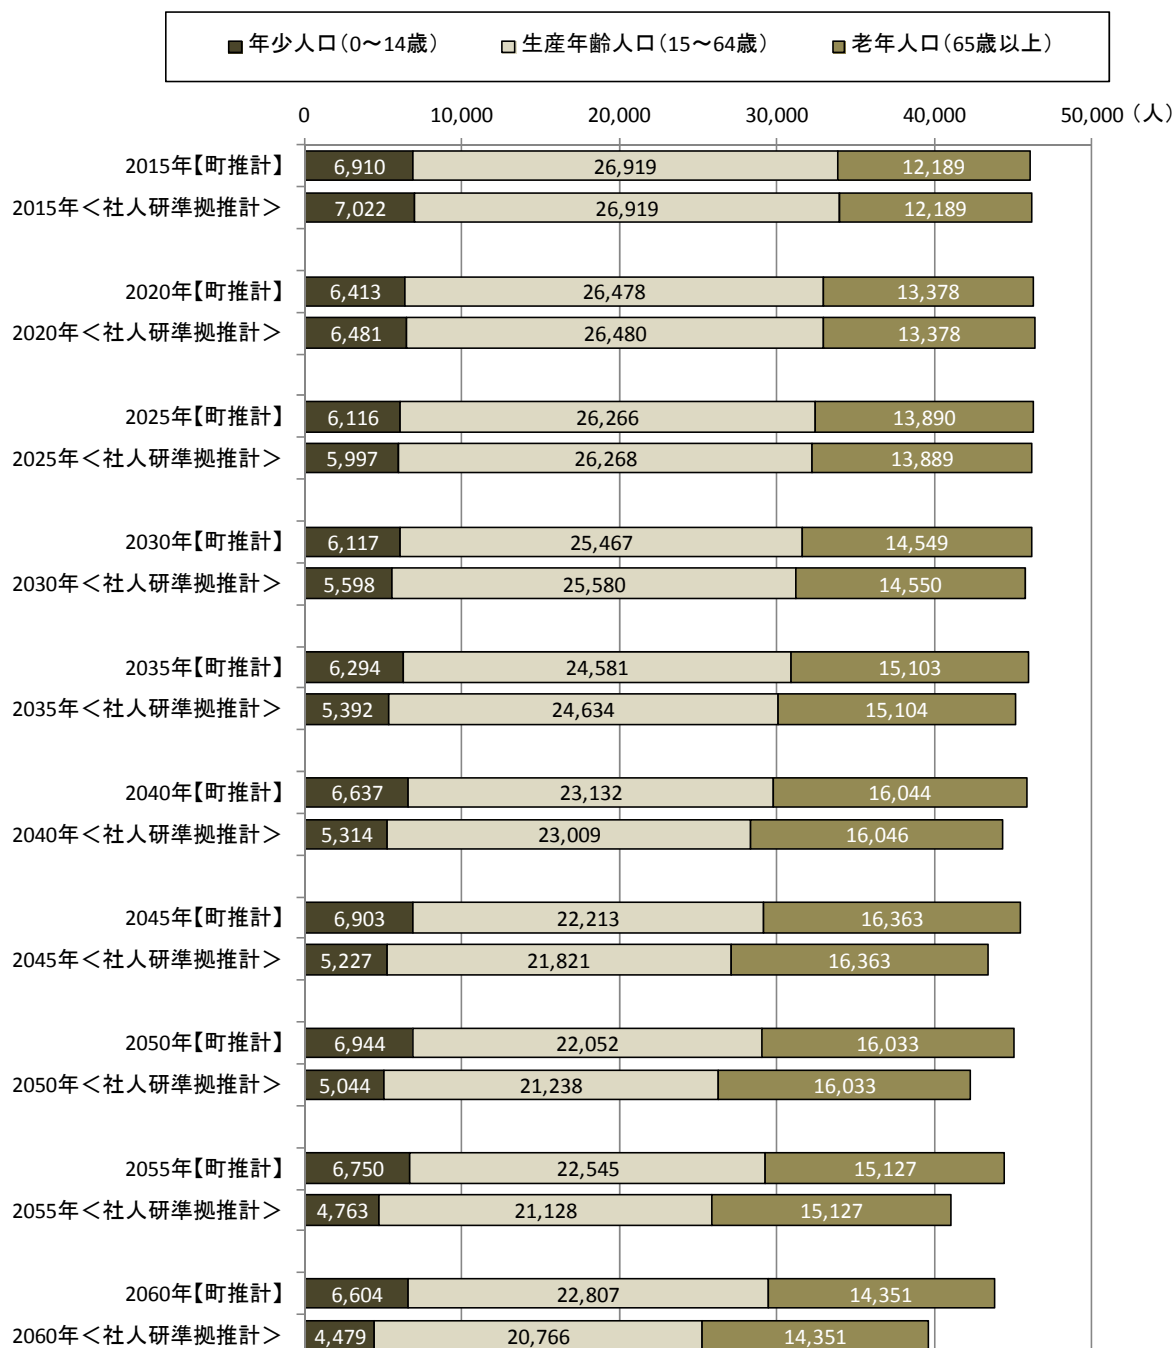 年少人口（0～14歳） 生産年齢人口（15～64歳） 老年人口（65歳以上）
0 10,000 20,000 30,000 40,000 50,000 （人）
2015年【町推計】 6,910 26,919 12,189
2015年＜社人研準拠推計＞ 7,022 26,919 12,189
2020年【町推計】 6,413 26,478 13,378
2020年＜社人研準拠推計＞ 6,481 26,480 13,378
2025年【町推計】 6,116 26,266 13,890
2025年＜社人研準拠推計＞ 5,997 26,268 13,889
2030年【町推計】 6,117 25,467 14,549
2030年＜社人研準拠推計＞ 5,598 25,580 14,550
2035年【町推計】 6,294 24,581 15,103
2035年＜社人研準拠推計＞ 5,392 24,634 15,104
2040年【町推計】 6,637 23,132 16,044
2040年＜社人研準拠推計＞ 5,314 23,009 16,046
2045年【町推計】 6,903 22,213 16,363
2045年＜社人研準拠推計＞ 5,227 21,821 16,363
2050年【町推計】 6,944 22,052 16,033
2050年＜社人研準拠推計＞ 5,044 21,238 16,033
2055年【町推計】 6,750 22,545 15,127
2055年＜社人研準拠推計＞ 4,763 21,128 15,127
2060年【町推計】 6,604 22,807 14,351
2060年＜社人研準拠推計＞ 4,479 20,766 14,351